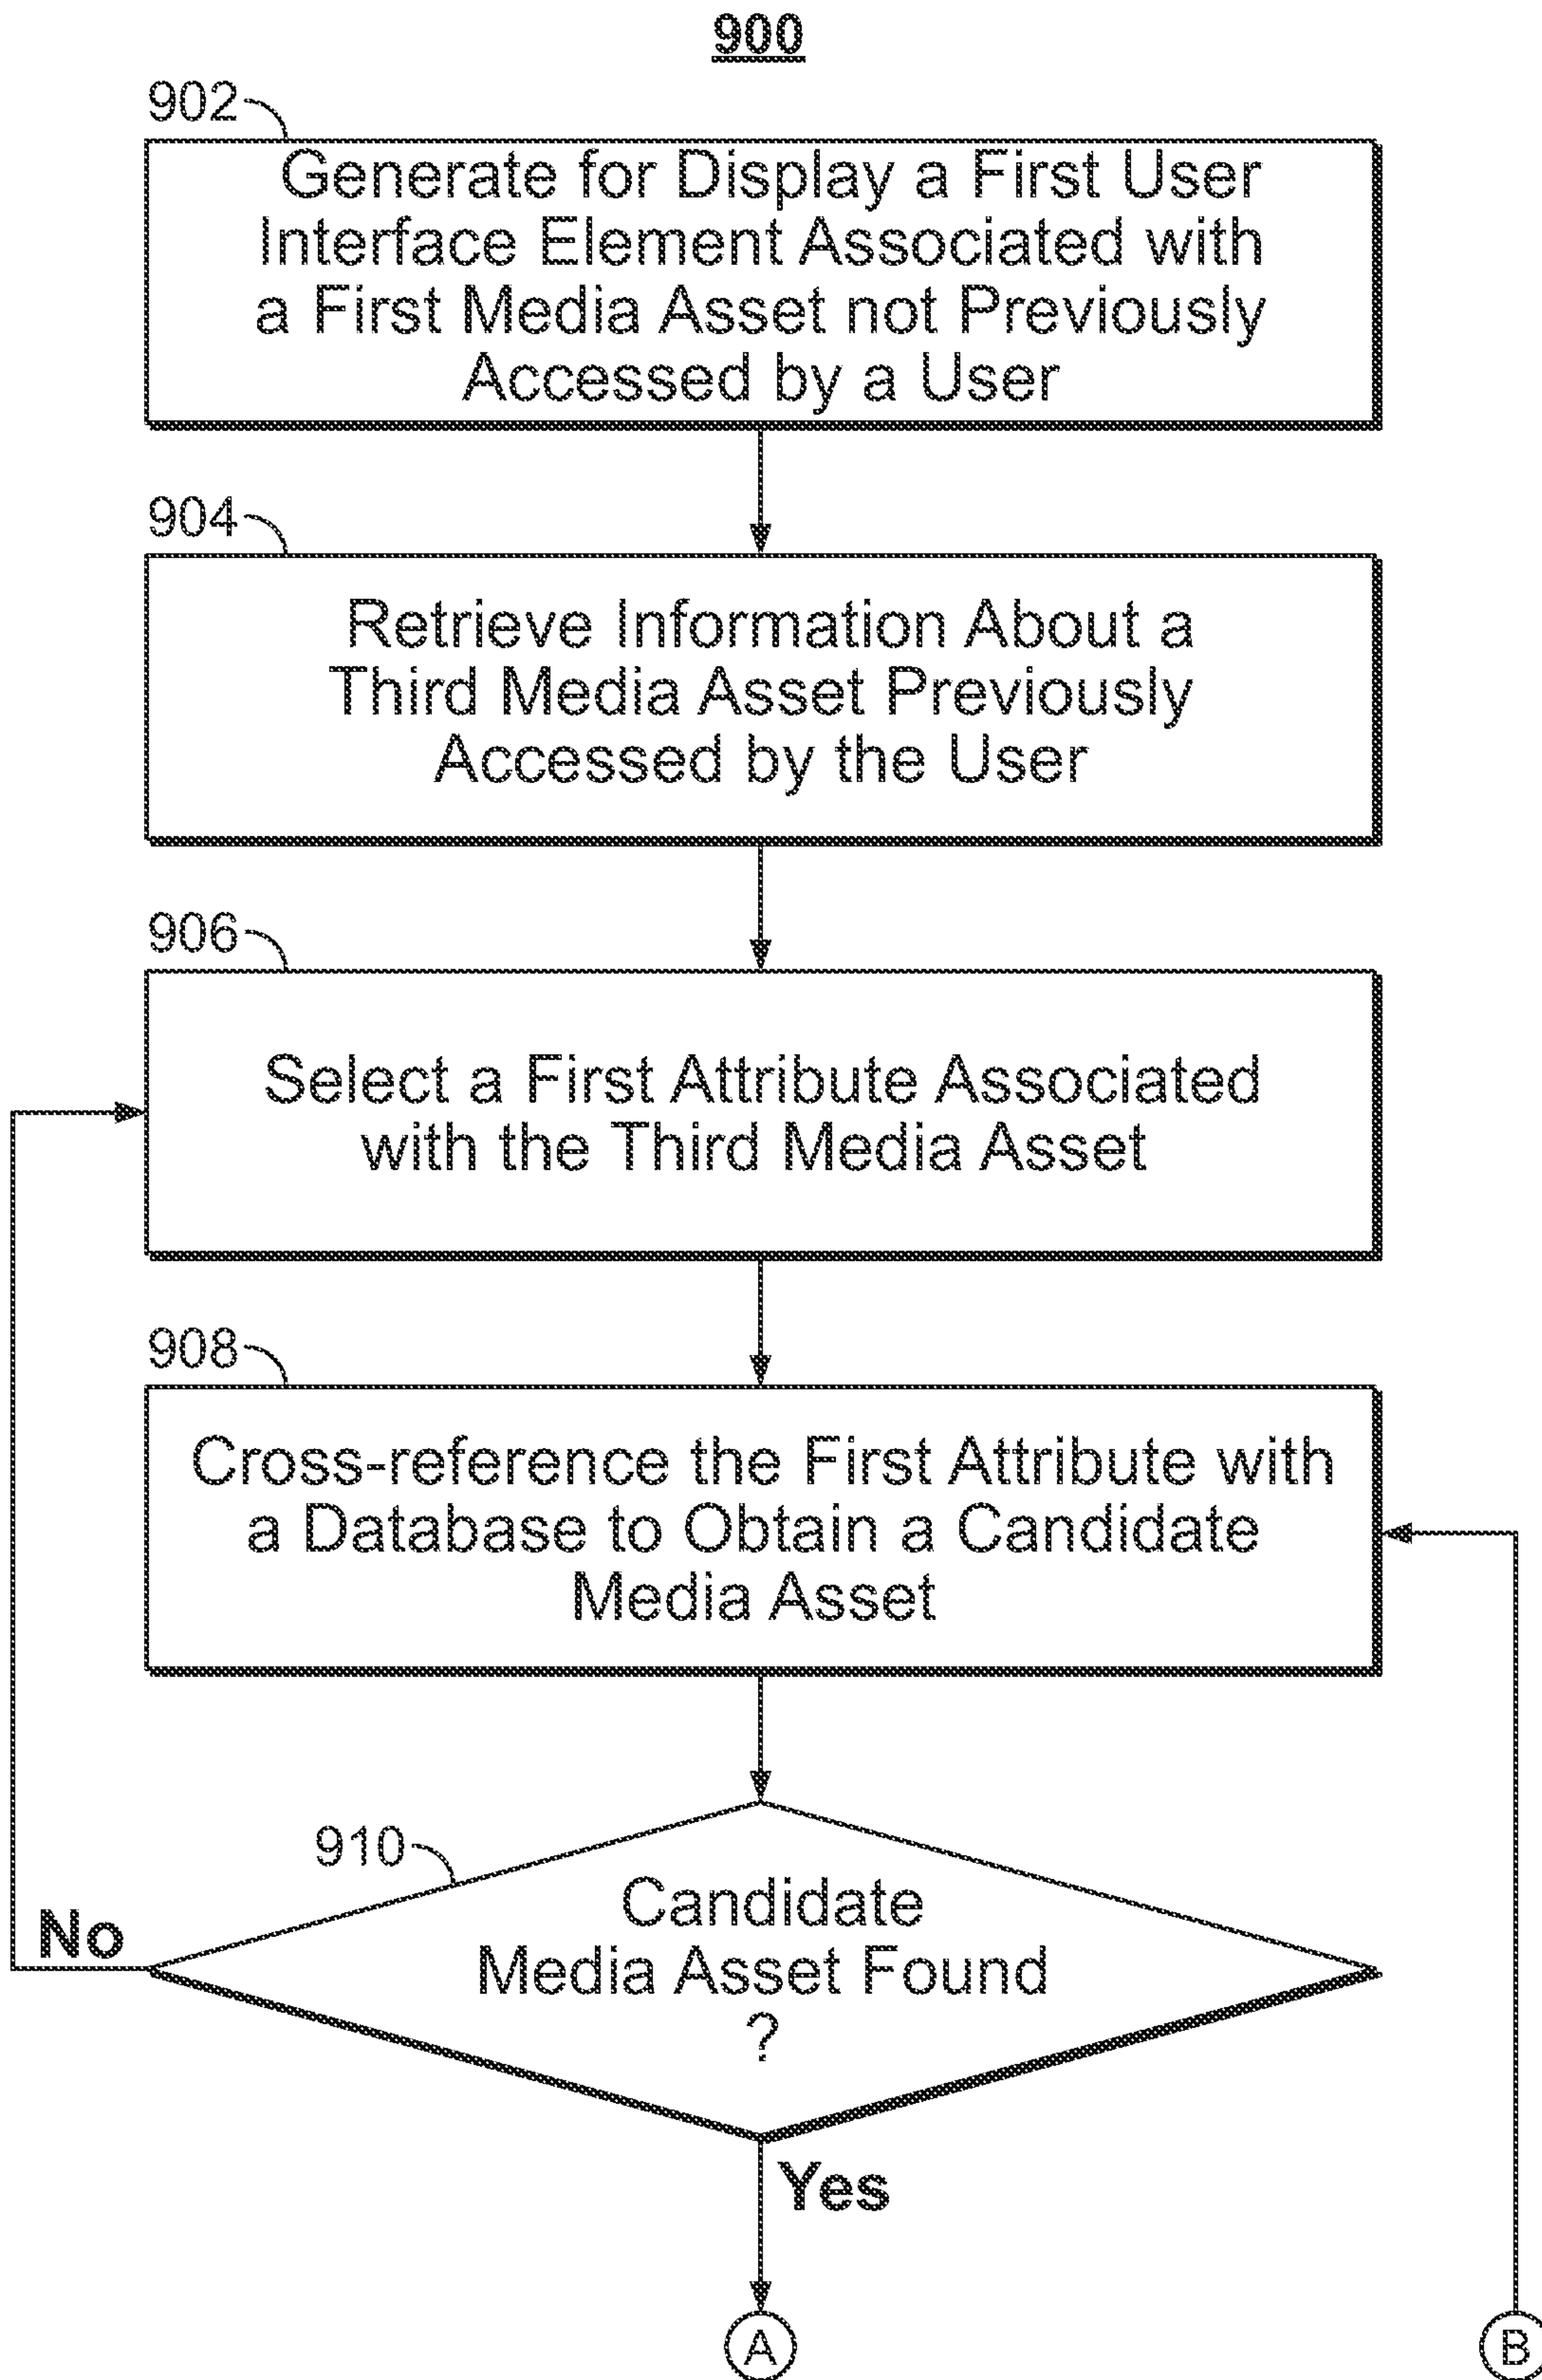 900
902
Generate for Display a First User
Interface Element Associated with
a First Media Asset not Previously
Accessed by a User
904
Retrieve Information About a
Third Media Asset Previously
Accessed by the User
906
Select a First Attribute Associated
with the Third Media Asset
908
Cross-reference the First Attribute with
a Database to Obtain a Candidate
Media Asset
910
Candidate
Media Asset Found
?
No
Yes
A
B